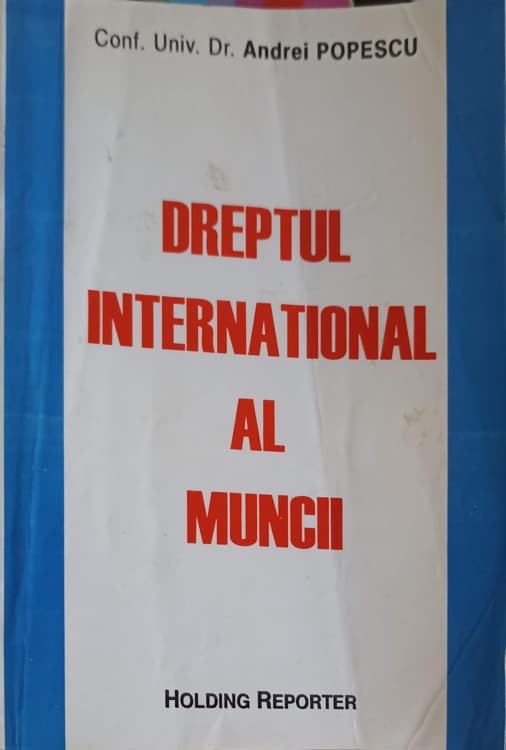 Conf. Univ. Dr. Andrei POPESCU
DREPTUL
INTERNATIONAL
AL
MUNCII
HOLDING REPORTER